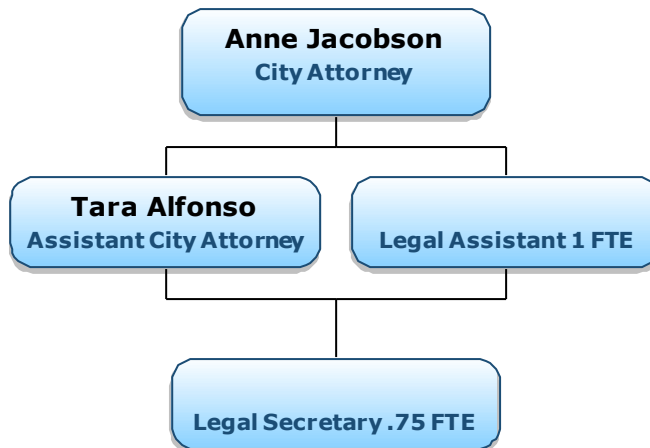 Anne Jacobson
City Attorney
Tara Alfonso
Assistant City Attorney
Legal Assistant 1 FTE
Legal Secretary .75 FTE